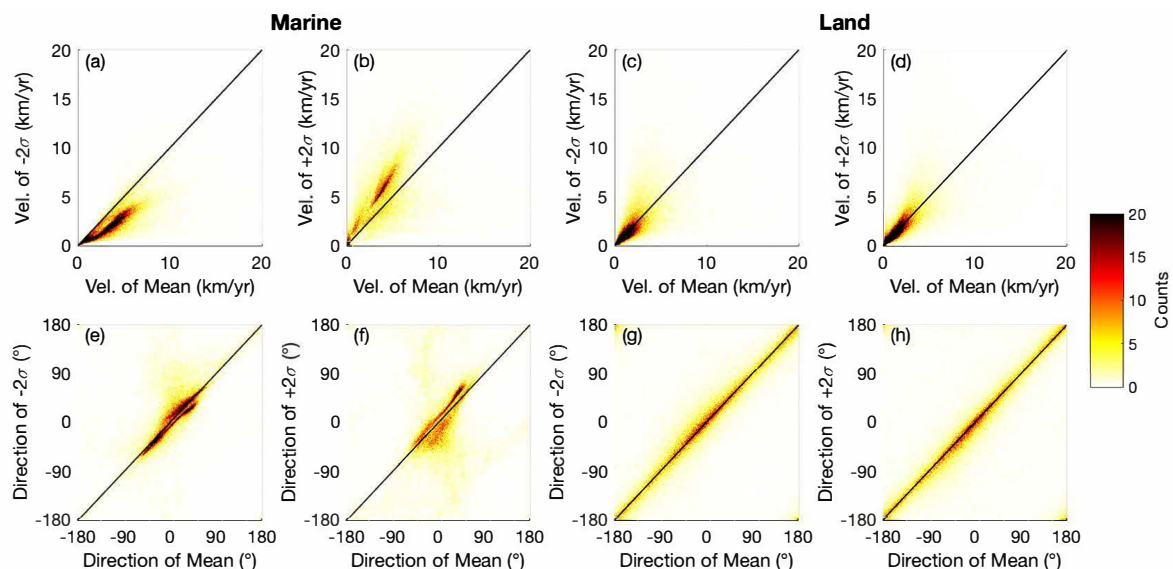 Marine
Land
(a)
(b)
(c)
(d)
Vel. of -2σ (km/yr)
Vel. of +2σ (km/yr)
Vel. of -2σ (km/yr)
Vel. of +2σ (km/yr)
20
15
10
5
0
20
15
10
5
0
20
15
10
5
0
20
15
10
5
0
0 10 20
0 10 20
0 10 20
0 10 20
Vel. of Mean (km/yr)
Vel. of Mean (km/yr)
Vel. of Mean (km/yr)
Vel. of Mean (km/yr)
20
15
10
5
0
Counts
(e)
(f)
(g)
(h)
Direction of -2σ (°)
Direction of +2σ (°)
Direction of -2σ (°)
Direction of +2σ (°)
180
90
0
-90
-180
180
90
0
-90
-180
180
90
0
-90
-180
180
90
0
-90
-180
-180 -90 0 90 180
-180 -90 0 90 180
-180 -90 0 90 180
-180 -90 0 90 180
Direction of Mean (°)
Direction of Mean (°)
Direction of Mean (°)
Direction of Mean (°)